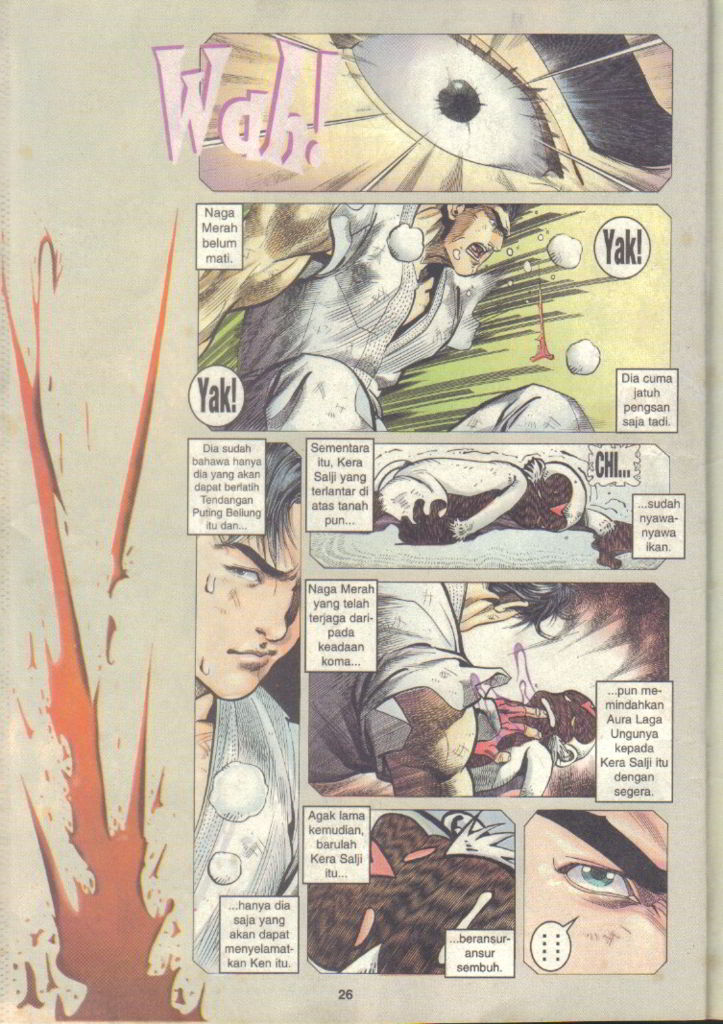 Wah!
Naga
Merah
belum
mati.
Yak!
Yak!
Dia cuma
jatuh
pengsan
saja tadi.
Dia sudah
bahawa hanya
dia yang akan
dapat berlatih
Tendangan
Puting Beliung
itu dan...
...hanya dia
saja yang
akan dapat
menyelamat-
kan Ken itu.
Sementara
itu, Kera
Salji yang
terlantar di
atas tanah
pun...
CHI...
...sudah
nyawa-
nyawa
ikan.
Naga Merah
yang telah
terjaga dari-
pada
keadaan
koma...
...pun me-
mindahkan
Aura Laga
Ungunya
kepada
Kera Salji itu
dengan
segera.
Agak lama
kemudian,
barulah
Kera Salji
itu...
...beransur-
ansur
sembuh.
26